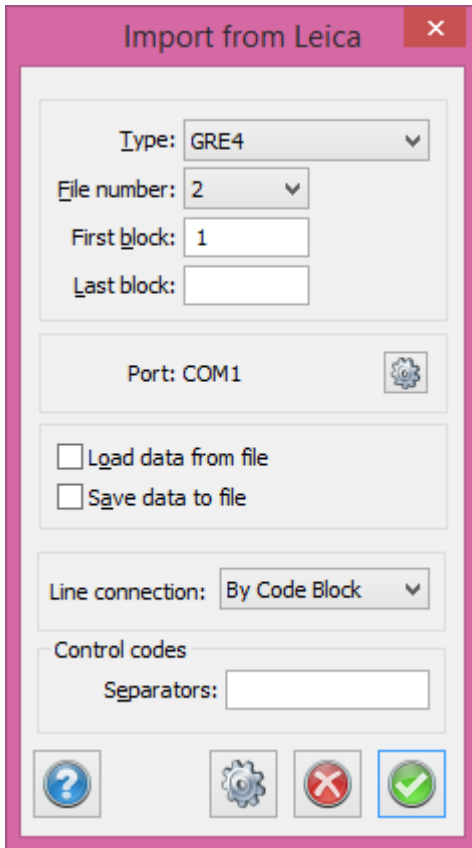 Import from Leica
Type: GRE4
File number: 2
First block: 1
Last block:
Port: COM1
Load data from file
Save data to file
Line connection: By Code Block
Control codes
Separators: